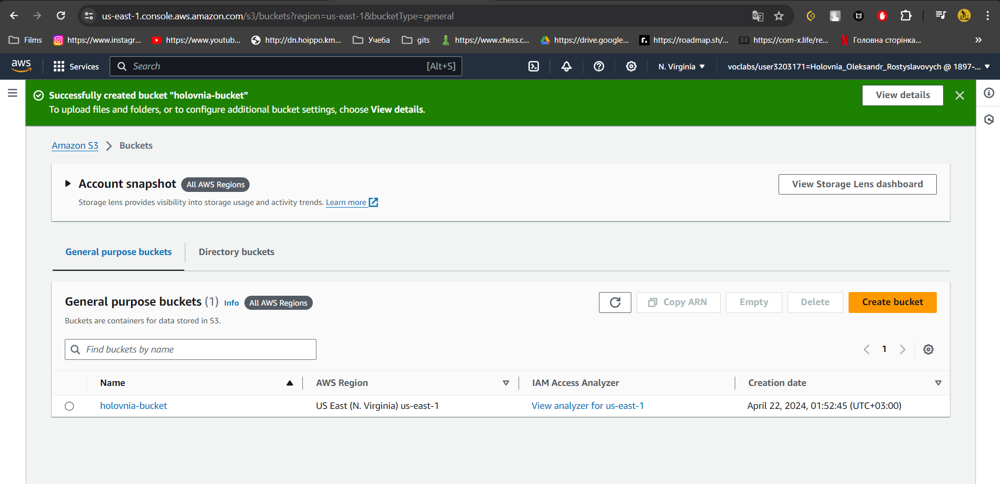 us-east-1.console.aws.amazon.com/s3/buckets?region=us-east-1&bucketType=general
Films https://www.instagr... https://www.youtub... http://dn.hoippo.km... Учеба gits https://www.chess.c... https://drive.google... https://roadmap.sh/... https://com-x.life/re... Головна сторінка...
aws Services Search [Alt+S] N. Virginia voclabs/user3203171=Holovnia_Oleksandr_Rostyslavovych @ 1897-...
Successfully created bucket "holovnia-bucket"
To upload files and folders, or to configure additional bucket settings, choose View details.
View details
Amazon S3 Buckets
Account snapshot All AWS Regions
Storage lens provides visibility into storage usage and activity trends. Learn more
View Storage Lens dashboard
General purpose buckets Directory buckets
General purpose buckets (1) Info All AWS Regions
Copy ARN Empty Delete Create bucket
Buckets are containers for data stored in S3.
Find buckets by name
1
Name AWS Region IAM Access Analyzer Creation date
holovnia-bucket US East (N. Virginia) us-east-1 View analyzer for us-east-1 April 22, 2024, 01:52:45 (UTC+03:00)